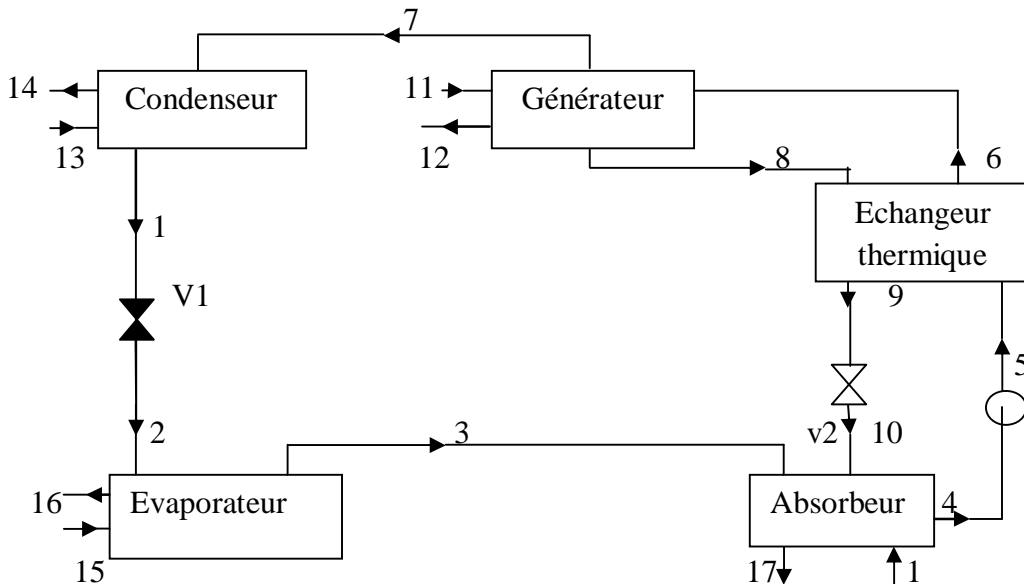 7
14
Condenseur
11
Générateur
13
12
8
6
Echangeur
thermique
1
V1
9
5
2
3
v2
10
16
Evaporateur
Absorbeur
4
15
17
1